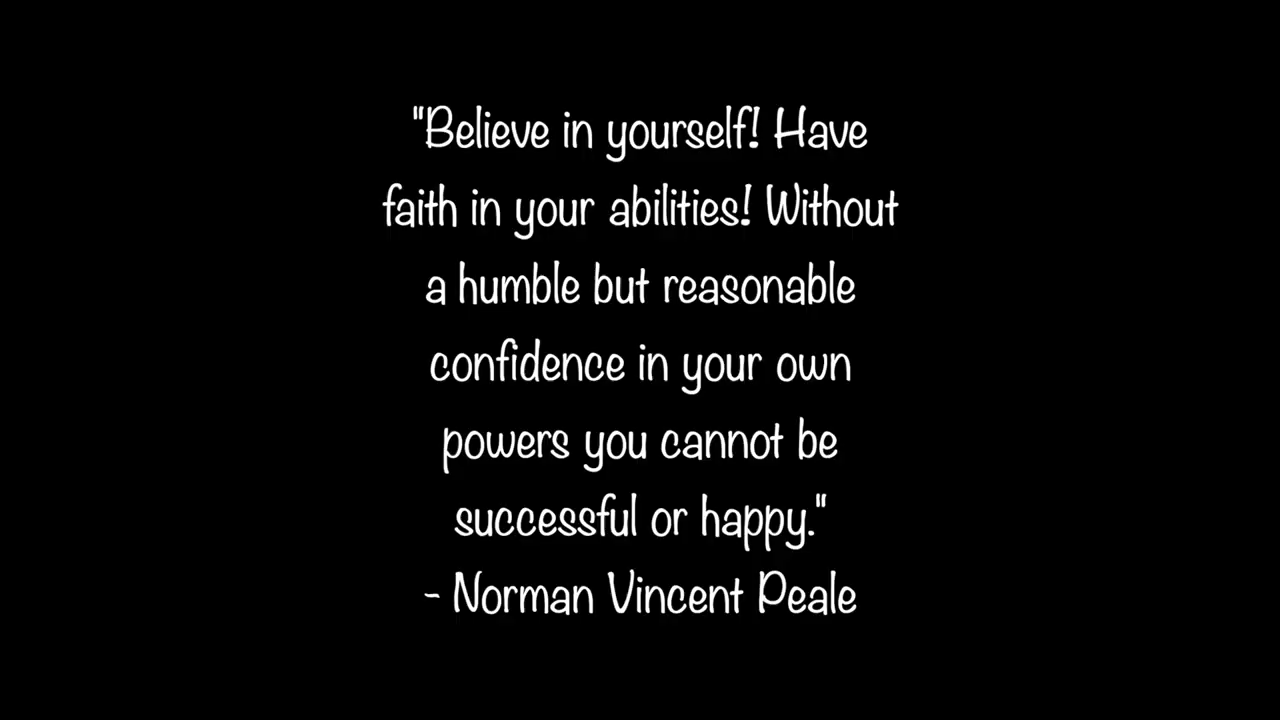 "Believe in yourself! Have
faith in your abilities! Without
a humble but reasonable
confidence in your own
powers you cannot be
successful or happy."
- Norman Vincent Peale